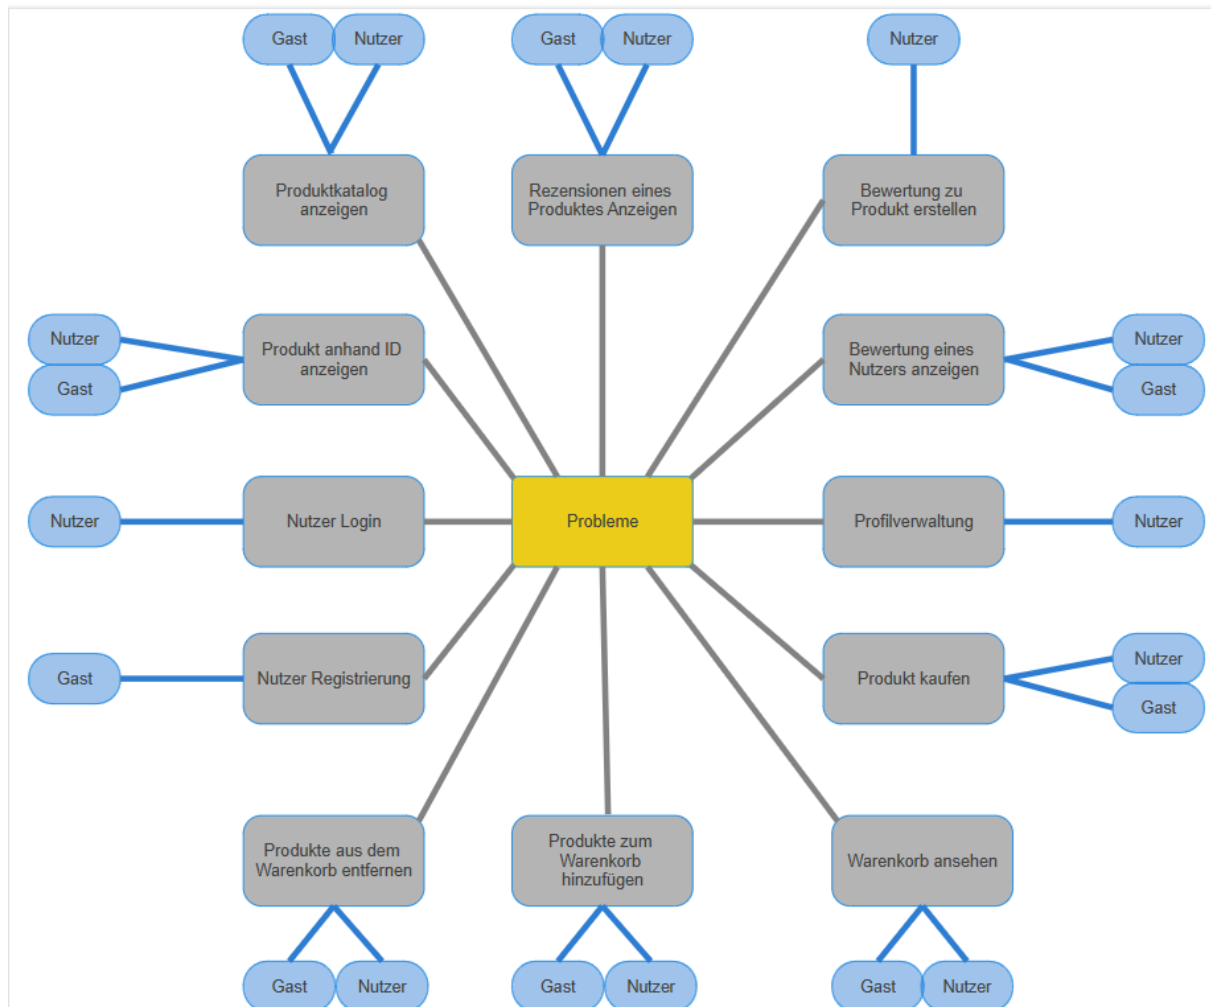 Gast
Nutzer
Gast
Nutzer
Nutzer
Produktkatalog
anzeigen
Rezensionen eines
Produktes Anzeigen
Bewertung zu
Produkt erstellen
Nutzer
Gast
Produkt anhand ID
anzeigen
Bewertung eines
Nutzers anzeigen
Nutzer
Gast
Nutzer
Nutzer Login
Probleme
Profilverwaltung
Nutzer
Gast
Nutzer Registrierung
Produkt kaufen
Nutzer
Gast
Produkte aus dem
Warenkorb entfernen
Produkte zum
Warenkorb
hinzufügen
Warenkorb ansehen
Gast
Nutzer
Gast
Nutzer
Gast
Nutzer